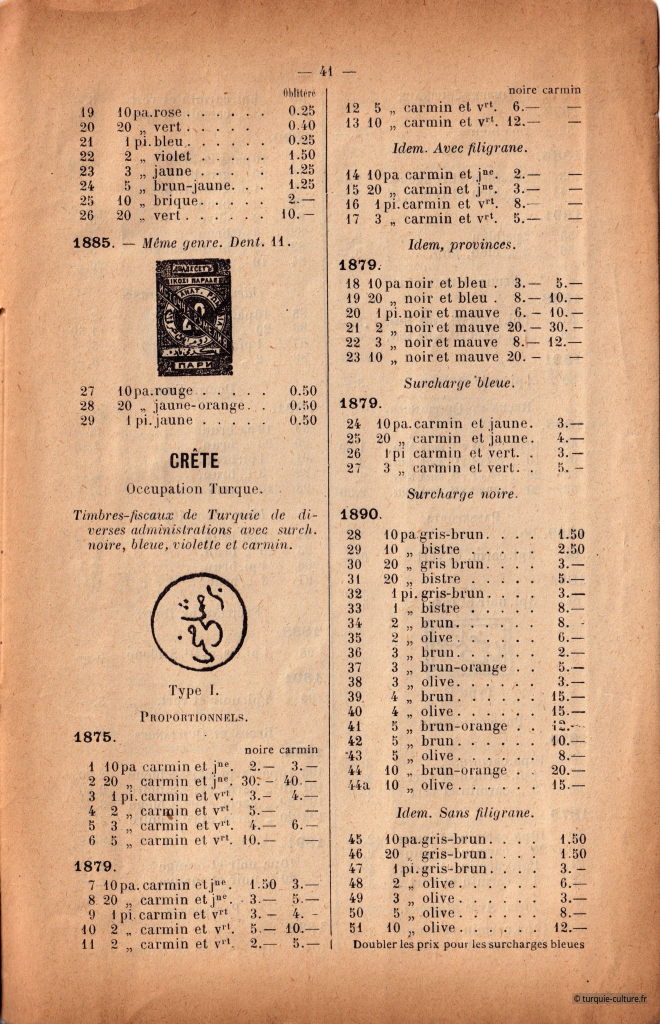 — 41 —
Oblitéré
19 10 pa. rose . . . . . . 0.25
20 20 „ vert . . . . . 0.40
21 1 pi. bleu . . . . . . 0.25
22 2 „ violet . . . . . 1.50
23 3 „ jaune . . . . . 1.25
24 5 „ brun-jaune. . . 1.25
25 10 „ brique. . . . . 2.—
26 20 „ vert . . . . . . 10.—
1885. — Même genre. Dent. 11.
20
ПАРИ
27 10 pa. rouge . . . . . 0.50
28 20 „ jaune-orange. . 0.50
29 1 pi. jaune . . . . . 0.50
CRÊTE
Occupation Turque.
Timbres-fiscaux de Turquie de di-
verses administrations avec surch.
noire, bleue, violette et carmin.
Type I.
Proportionnels.
1875.
noire carmin
1 10 pa carmin et jne. 2.— 3.—
2 20 „ carmin et jne. 30.- 40.—
3 1 pi. carmin et vrt. 3.- 4.—
4 2 „ carmin et vrt. 5.— —
5 3 „ carmin et vrt. 4.— 6.—
6 5 „ carmin et vrt. 10.— —
1879.
7 10 pa. carmin et jne. 1.50 3.—
8 20 „ carmin et jne. 3.— 5.—
9 1 pi. carmin et vrt 3.— 4. -
10 2 „ carmin et vrt. 5.— 10.—
11 2 „ carmin et vrt. 2.— 5.—
noire carmin
12 5 „ carmin et vrt. 6.— —
13 10 „ carmin et vrt. 12.— —
Idem. Avec filigrane.
14 10 pa carmin et jne. 2.— —
15 20 „ carmin et jne. 3.— —
16 1 pi. carmin et vrt. 8.— —
17 3 „ carmin et vrt. 5.— —
Idem, provinces.
1879.
18 10 pa noir et bleu . 3.— 5.—
19 20 „ noir et bleu . 8.— 10.—
20 1 pi. noir et mauve 6. - 10.—
21 2 „ noir et mauve 20.— 30. -
22 3 „ noir et mauve 8.— 12.—
23 10 „ noir et mauve 20. - —
Surcharge bleue.
1879.
24 10 pa. carmin et jaune. 3.—
25 20 „ carmin et jaune. 4.—
26 1 pi carmin et vert. . 3.—
27 3 „ carmin et vert. . 5. -
Surcharge noire.
1890.
28 10 pa. gris-brun. . . . 1.50
29 10 „ bistre . . . . . 2.50
30 20 „ gris brun. . . . 3.—
31 20 „ bistre . . . . . 5.—
32 1 pi. gris-brun. . . . 3.—
33 1 „ bistre . . . . . 8.—
34 2 „ brun. . . . . . 8. -
35 2 „ olive. . . . . . 6.—
36 3 „ brun. . . . . . 2.—
37 3 „ brun-orange . . 5.—
38 3 „ olive. . . . . . 3.—
39 4 „ brun. . . . . . 15.—
40 4 „ olive. . . . . . 15.—
41 5 „ brun-orange . . 12.—
42 5 „ brun. . . . . . 10.—
43 5 „ olive. . . . . . 8.—
44 10 „ brun-orange . . 20.—
44a 10 „ olive. . . . . . 15.—
Idem. Sans filigrane.
45 10 pa. gris-brun. . . . 1.50
46 20 „ gris-brun. . . . 1.50
47 1 pi. gris-brun. . . . 3. -
48 2 „ olive. . . . . . 6.—
49 3 „ olive. . . . . . 3.—
50 5 „ olive. . . . . . 8.—
51 10 „ olive. . . . . . 12.—
Doubler les prix pour les surcharges bleues
© turquie-culture.fr